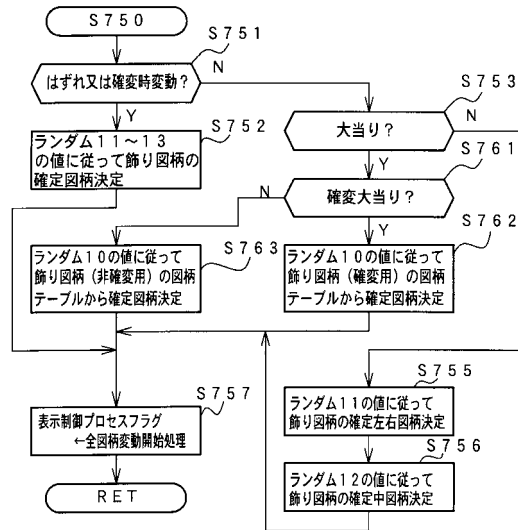 S750
S751
はずれ又は確変時変動？
N
Y
S752
ランダム11～13
の値に従って飾り図柄の
確定図柄決定
S753
大当り？
N
Y
S761
確変大当り？
N
Y
S762
ランダム10の値に従って
飾り図柄（確変用）の図柄
テーブルから確定図柄決定
S763
ランダム10の値に従って
飾り図柄（非確変用）の図柄
テーブルから確定図柄決定
S755
ランダム11の値に従って
飾り図柄の確定左右図柄決定
S756
ランダム12の値に従って
飾り図柄の確定中図柄決定
S757
表示制御プロセスフラグ
←全図柄変動開始処理
RET